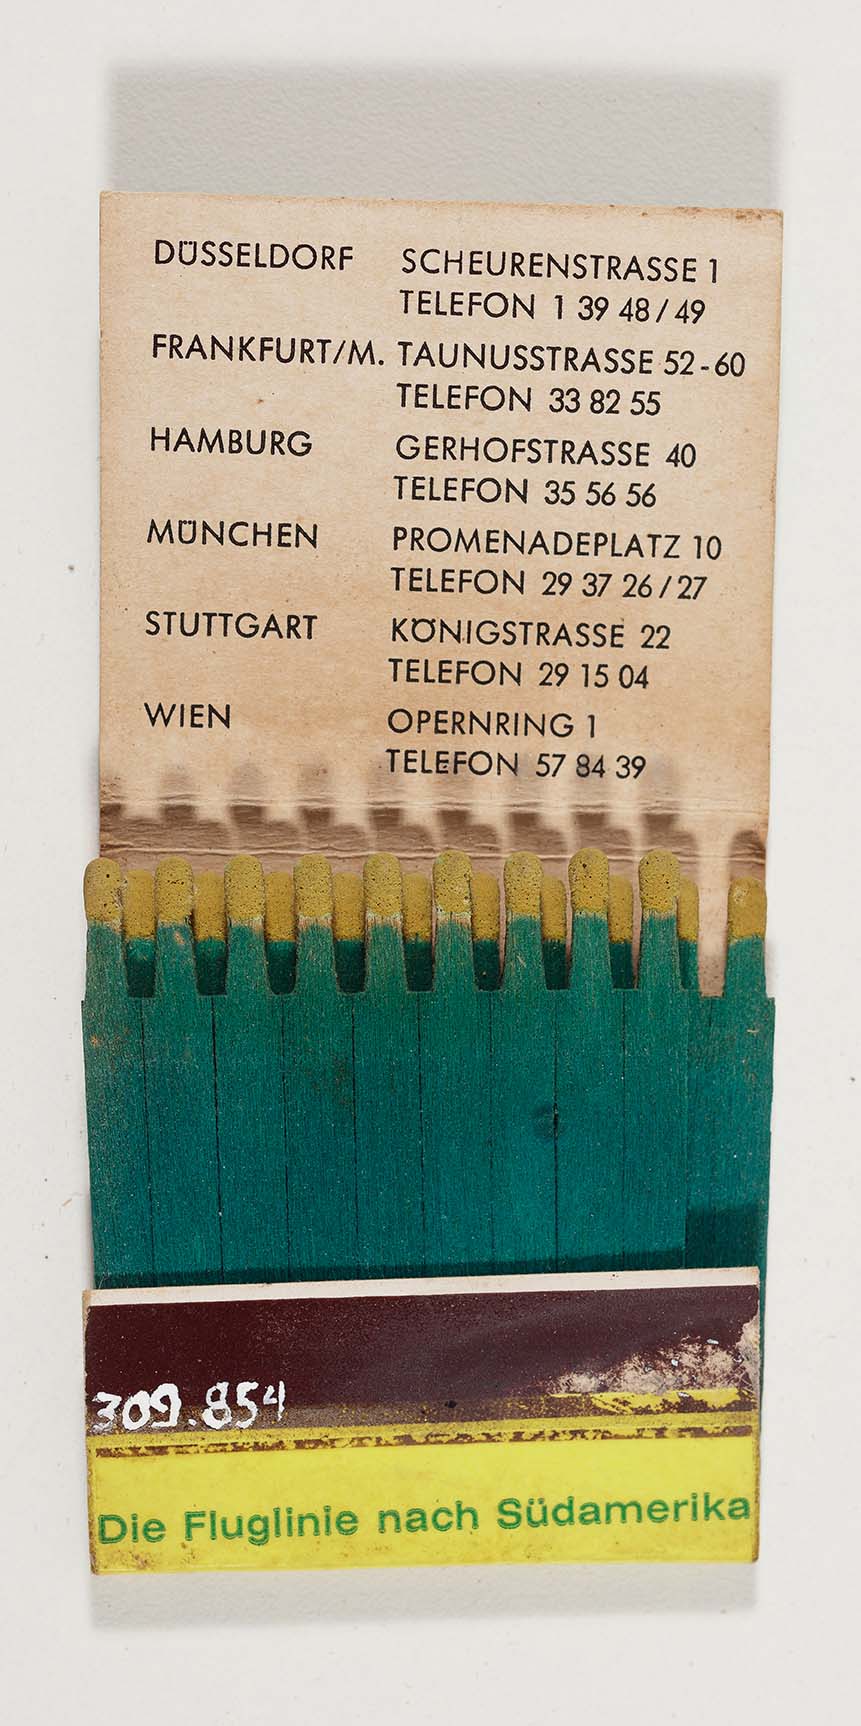 DÜSSELDORF SCHEURENSTRASSE 1
TELEFON 1 39 48 / 49
FRANKFURT/M. TAUNUSSTRASSE 52-60
TELEFON 33 82 55
HAMBURG GERHOFSTRASSE 40
TELEFON 35 56 56
MÜNCHEN PROMENADEPLATZ 10
TELEFON 29 37 26 / 27
STUTTGART KÖNIGSTRASSE 22
TELEFON 29 15 04
WIEN OPERNRING 1
TELEFON 57 84 39
309.854
Die Fluglinie nach Südamerika